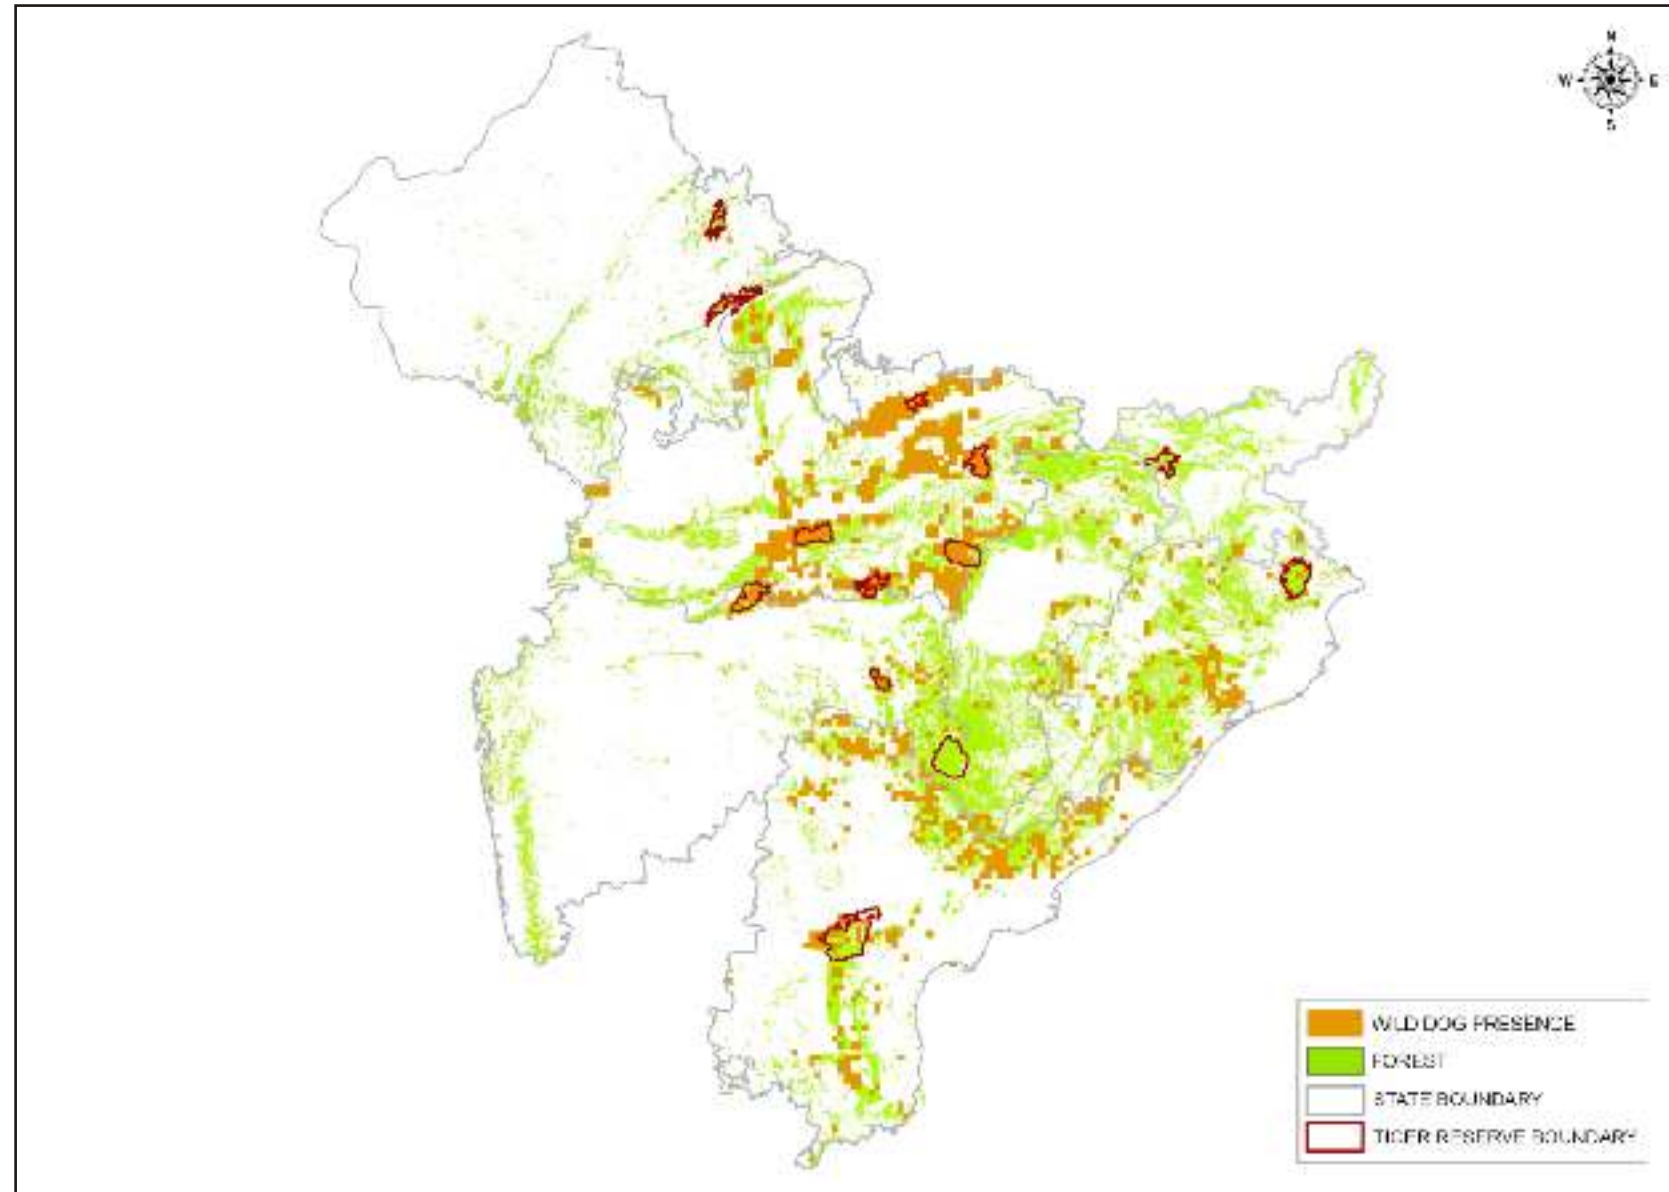 N
W E
S
WILD DOG PRESENCE
FOREST
STATE BOUNDARY
TIGER RESERVE BOUNDARY